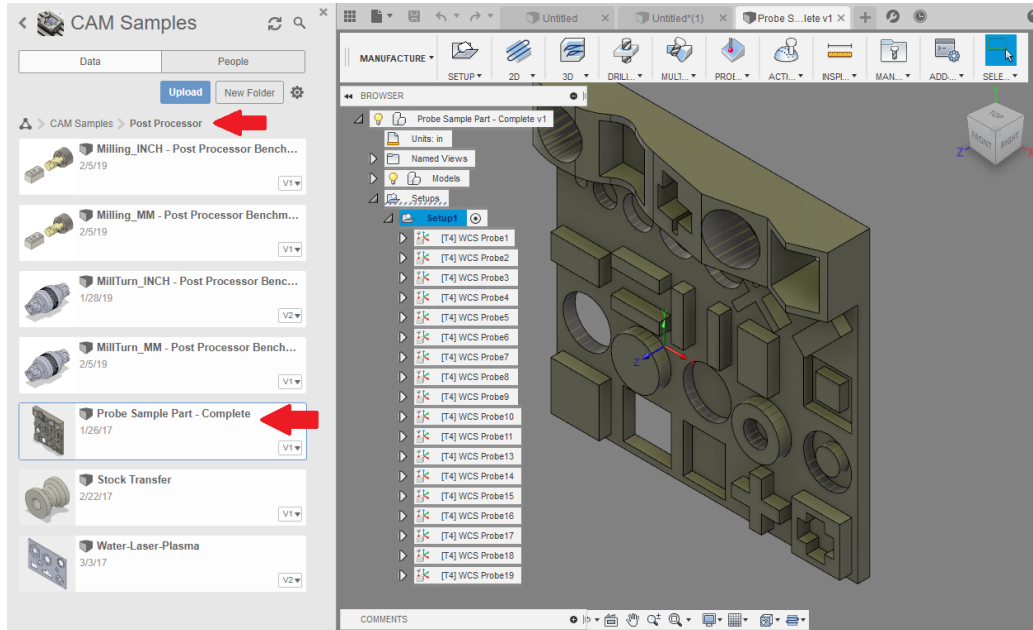 CAM Samples
Data People
Upload New Folder
CAM Samples > Post Processor
Milling_INCH - Post Processor Bench...
2/5/19
V1
Milling_MM - Post Processor Benchm...
2/5/19
V1
MillTurn_INCH - Post Processor Benc...
1/28/19
V2
MillTurn_MM - Post Processor Bench...
2/5/19
V1
Probe Sample Part - Complete
1/26/17
V1
Stock Transfer
2/22/17
V1
Water-Laser-Plasma
3/3/17
V2
Untitled Untitled*(1) Probe S...lete v1
MANUFACTURE
SETUP 2D 3D DRILI... MULT... PROE... ACTI... INSPI... MAN... ADD-... SELE...
BROWSER
Probe Sample Part - Complete v1
Units: in
Named Views
Models
Setups
Setup1
[T4] WCS Probe1
[T4] WCS Probe2
[T4] WCS Probe3
[T4] WCS Probe4
[T4] WCS Probe5
[T4] WCS Probe6
[T4] WCS Probe7
[T4] WCS Probe8
[T4] WCS Probe9
[T4] WCS Probe10
[T4] WCS Probe11
[T4] WCS Probe13
[T4] WCS Probe14
[T4] WCS Probe15
[T4] WCS Probe16
[T4] WCS Probe17
[T4] WCS Probe18
[T4] WCS Probe19
COMMENTS
TOP
FRONT RIGHT
Z X
Z